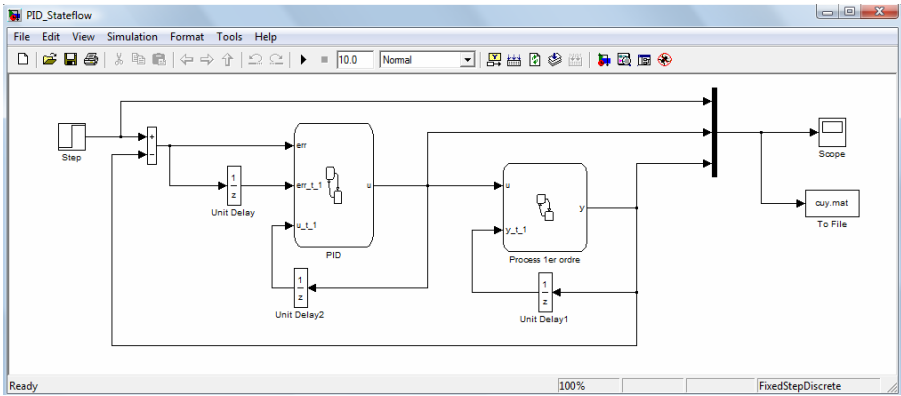 PID_Stateflow
File Edit View Simulation Format Tools Help
10.0 Normal
Step
+
−
1
z
Unit Delay
err
err_t_1
u_t_1
u
PID
1
z
Unit Delay2
u
y_t_1
y
Process 1er ordre
1
z
Unit Delay1
Scope
cuy.mat
To File
Ready 100% FixedStepDiscrete